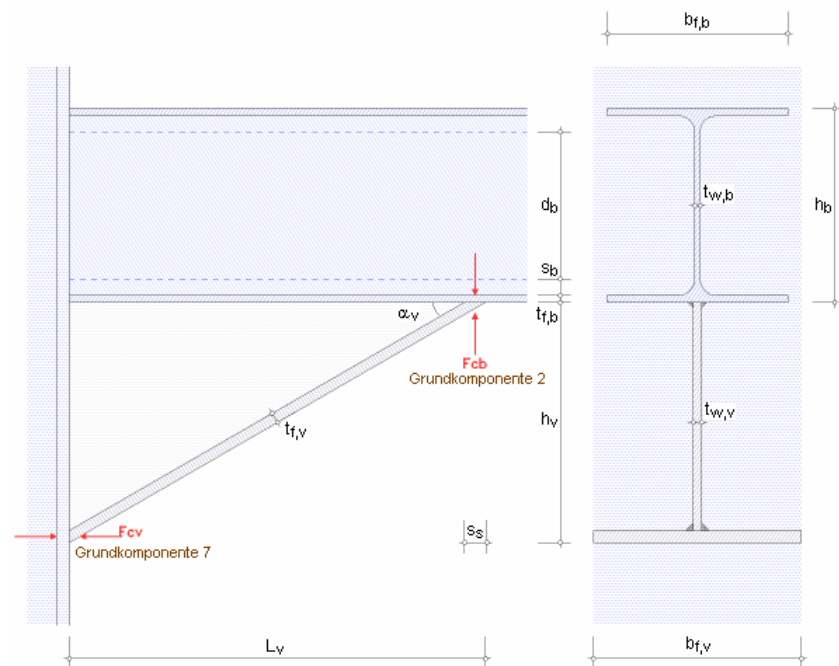 bf,b
db
tw,b
hb
sb
αv
tf,b
Fcb
Grundkomponente 2
hv
tf,v
tw,v
Fcv
ss
Grundkomponente 7
Lv
bf,v